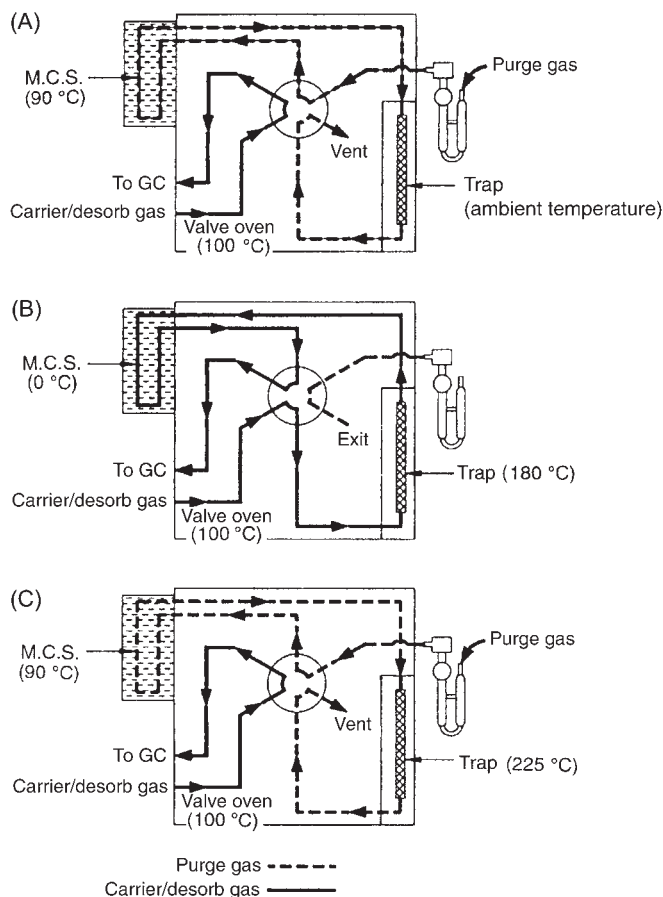 (A)
M.C.S.
(90 °C)
Purge gas
Vent
To GC
Carrier/desorb gas
Valve oven
(100 °C)
Trap
(ambient temperature)
(B)
M.C.S.
(0 °C)
Exit
To GC
Carrier/desorb gas
Valve oven
(100 °C)
Trap (180 °C)
(C)
M.C.S.
(90 °C)
Purge gas
Vent
To GC
Carrier/desorb gas
Valve oven
(100 °C)
Trap (225 °C)
Purge gas
Carrier/desorb gas